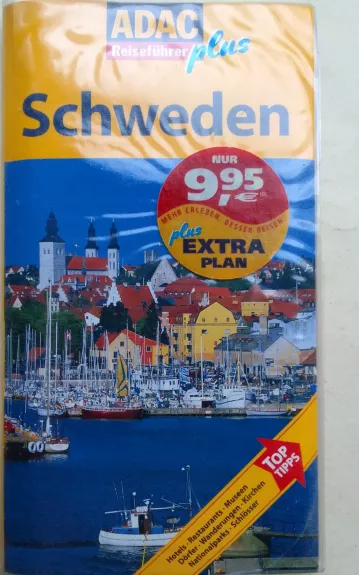 ADAC
Reiseführer plus
Schweden
NUR
9,95
€
MEHR ERLEBEN, BESSER REISEN
plus
EXTRA
PLAN
TOP
TIPPS
Hotels · Restaurants · Museen
Dörfer · Wanderungen · Kirchen
Nationalparks · Schlösser